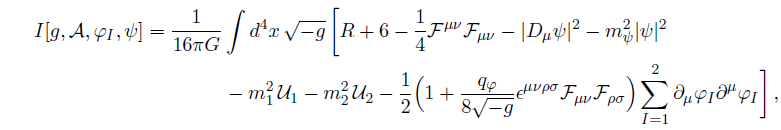 $I[g, \mathcal{A}, \varphi_I, \psi] = \frac{1}{16\pi G} \int d^4x \sqrt{-g} \Big[ R + 6 - \frac{1}{4} \mathcal{F}^{\mu\nu} \mathcal{F}_{\mu\nu} - |D_\mu \psi|^2 - m_\psi^2 |\psi|^2$
$- m_1^2 \mathcal{U}_1 - m_2^2 \mathcal{U}_2 - \frac{1}{2} \Big( 1 + \frac{q_\varphi}{8\sqrt{-g}} \epsilon^{\mu\nu\rho\sigma} \mathcal{F}_{\mu\nu} \mathcal{F}_{\rho\sigma} \Big) \sum_{I=1}^{2} \partial_\mu \varphi_I \partial^\mu \varphi_I \Big] ,$